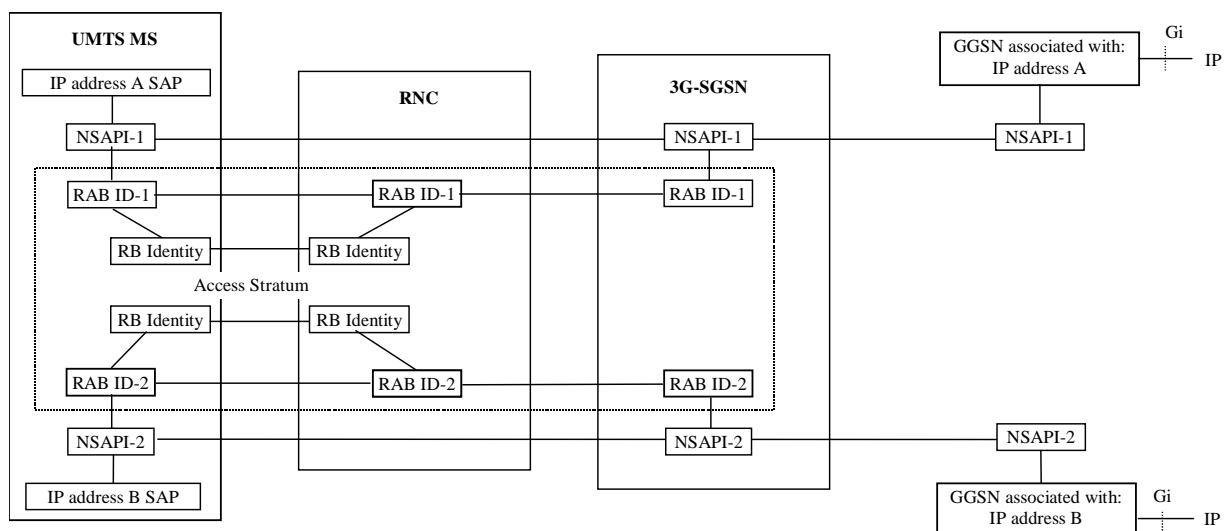 UMTS MS
IP address A SAP
RNC
3G-SGSN
GGSN associated with:
IP address A
Gi
IP
NSAPI-1
NSAPI-1
NSAPI-1
RAB ID-1
RAB ID-1
RAB ID-1
RB Identity
RB Identity
Access Stratum
RB Identity
RB Identity
RAB ID-2
RAB ID-2
RAB ID-2
NSAPI-2
NSAPI-2
NSAPI-2
IP address B SAP
GGSN associated with:
IP address B
Gi
IP